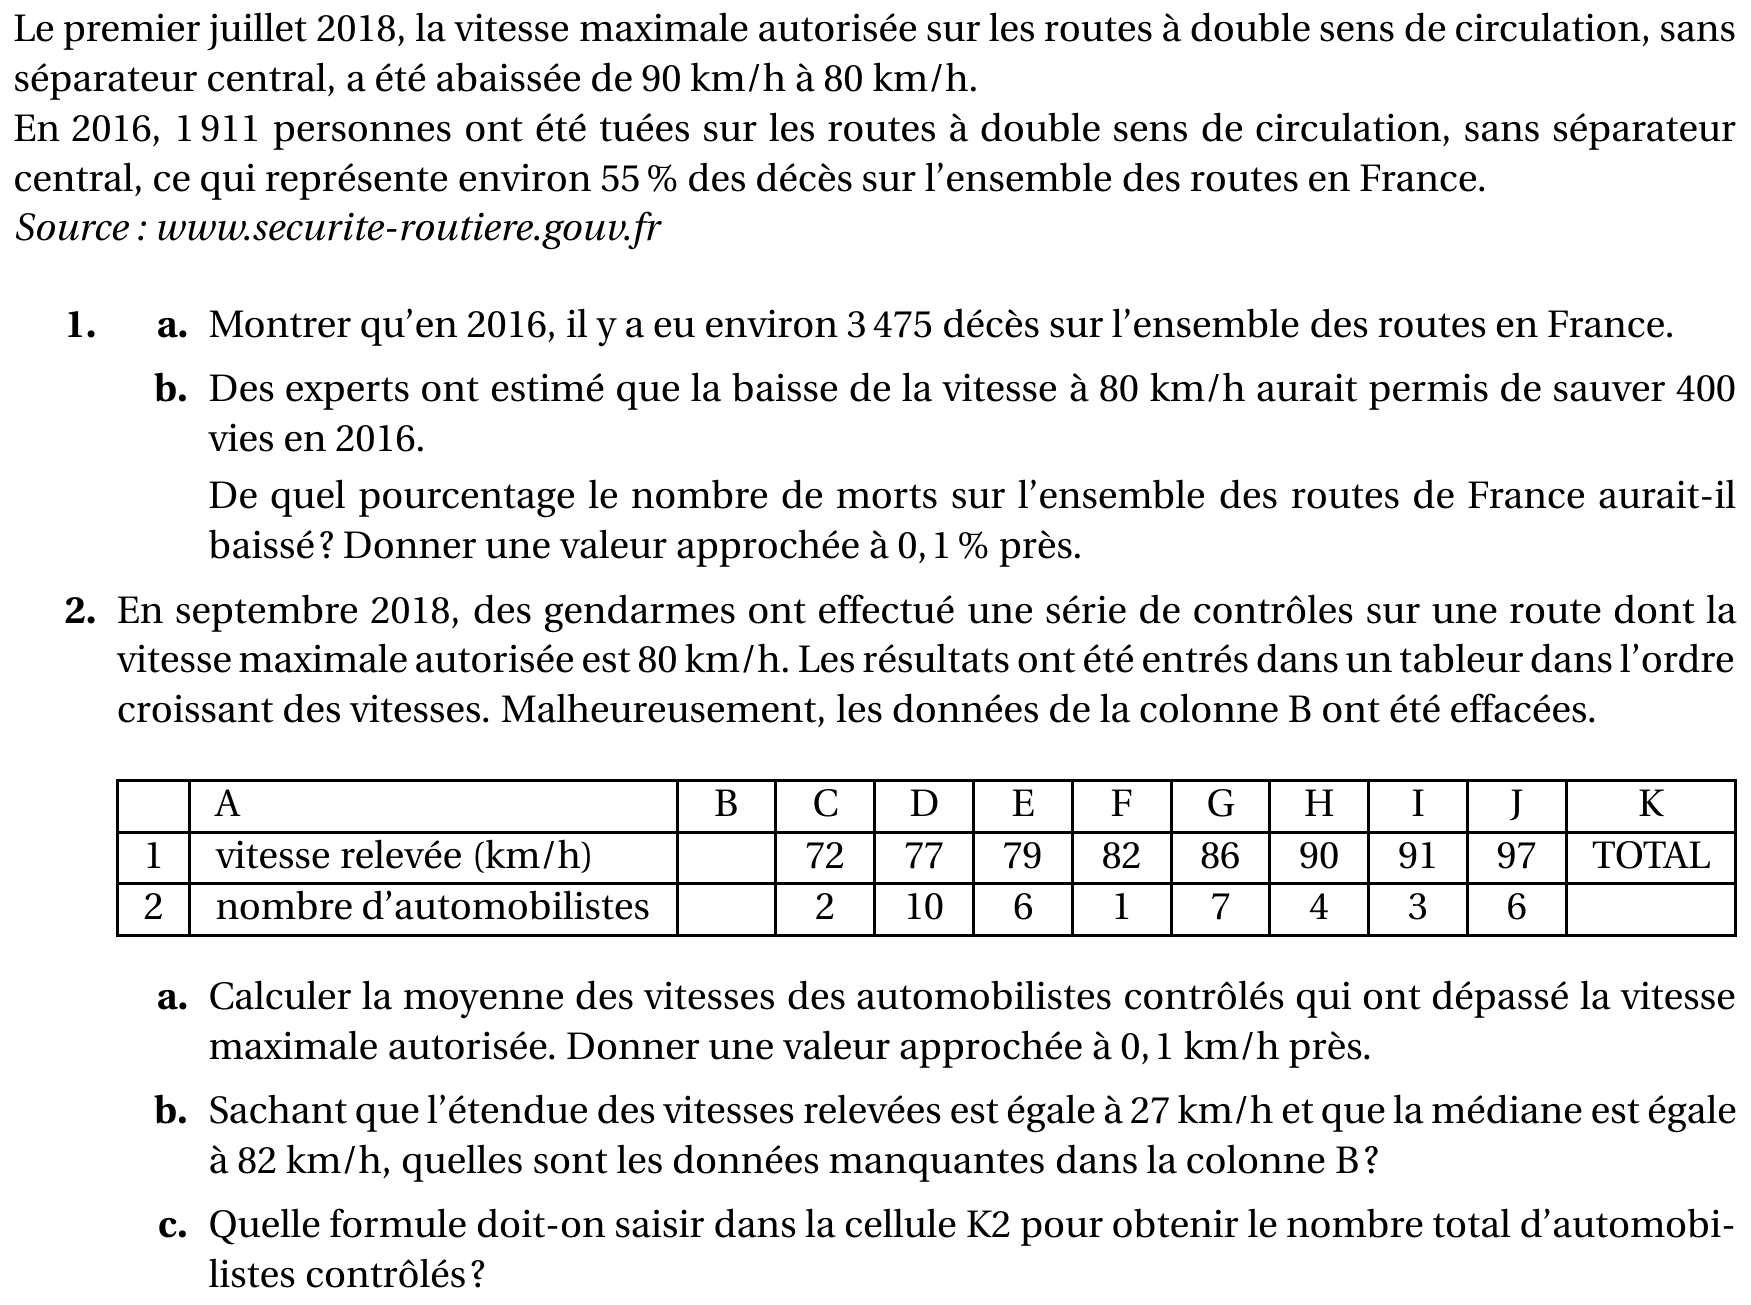 Le premier juillet 2018, la vitesse maximale autorisée sur les routes à double sens de circulation, sans
séparateur central, a été abaissée de 90 km/h à 80 km/h.
En 2016, 1 911 personnes ont été tuées sur les routes à double sens de circulation, sans séparateur
central, ce qui représente environ 55 % des décès sur l’ensemble des routes en France.
Source : www.securite-routiere.gouv.fr
1. a. Montrer qu’en 2016, il y a eu environ 3 475 décès sur l’ensemble des routes en France.
b. Des experts ont estimé que la baisse de la vitesse à 80 km/h aurait permis de sauver 400
vies en 2016.
De quel pourcentage le nombre de morts sur l’ensemble des routes de France aurait-il
baissé ? Donner une valeur approchée à 0,1 % près.
2. En septembre 2018, des gendarmes ont effectué une série de contrôles sur une route dont la
vitesse maximale autorisée est 80 km/h. Les résultats ont été entrés dans un tableur dans l’ordre
croissant des vitesses. Malheureusement, les données de la colonne B ont été effacées.
A B C D E F G H I J K
1 vitesse relevée (km/h) 72 77 79 82 86 90 91 97 TOTAL
2 nombre d’automobilistes 2 10 6 1 7 4 3 6
a. Calculer la moyenne des vitesses des automobilistes contrôlés qui ont dépassé la vitesse
maximale autorisée. Donner une valeur approchée à 0,1 km/h près.
b. Sachant que l’étendue des vitesses relevées est égale à 27 km/h et que la médiane est égale
à 82 km/h, quelles sont les données manquantes dans la colonne B ?
c. Quelle formule doit-on saisir dans la cellule K2 pour obtenir le nombre total d’automobi-
listes contrôlés ?